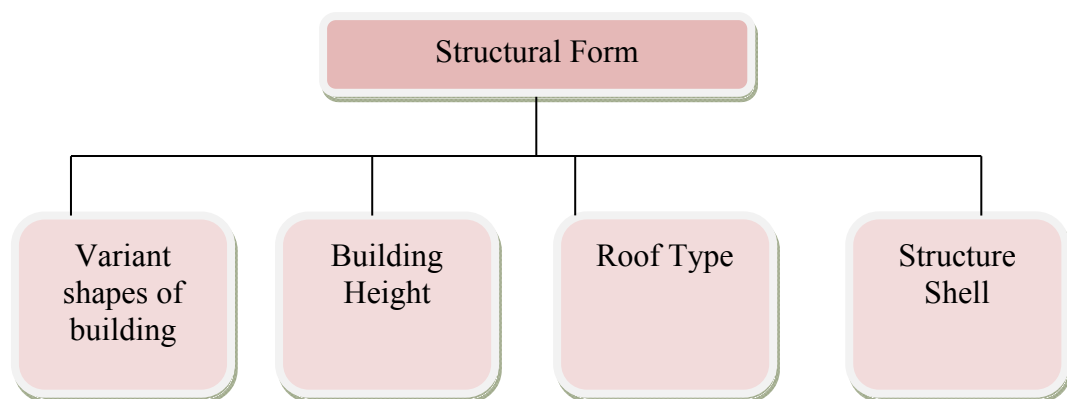 Structural Form
Variant
shapes of
building
Building
Height
Roof Type
Structure
Shell